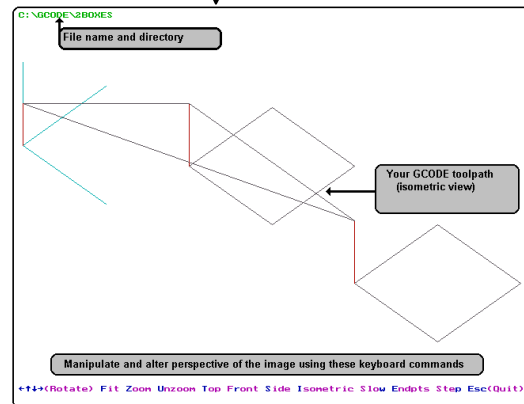 C:\GCODE\2BOXES
File name and directory
Your GCODE toolpath
(isometric view)
Manipulate and alter perspective of the image using these keyboard commands
←↑↓→(Rotate) Fit Zoom Unzoom Top Front Side Isometric Slow Endpts Step Esc(Quit)